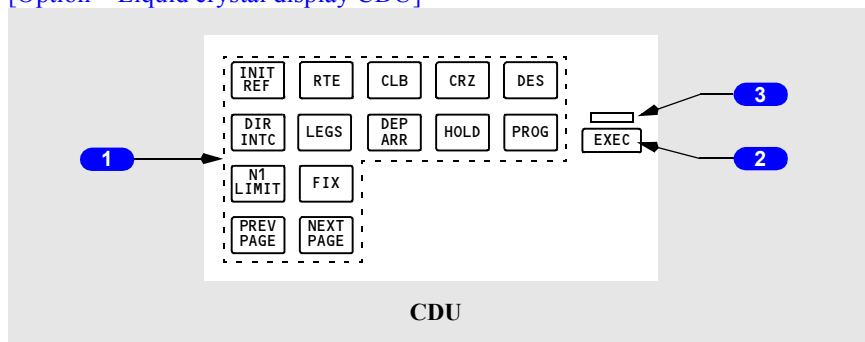 [Option - Liquid crystal display CDU]
INIT REF RTE CLB CRZ DES
3
DIR INTC LEGS DEP ARR HOLD PROG EXEC
1
2
N1 LIMIT FIX
PREV PAGE NEXT PAGE
CDU